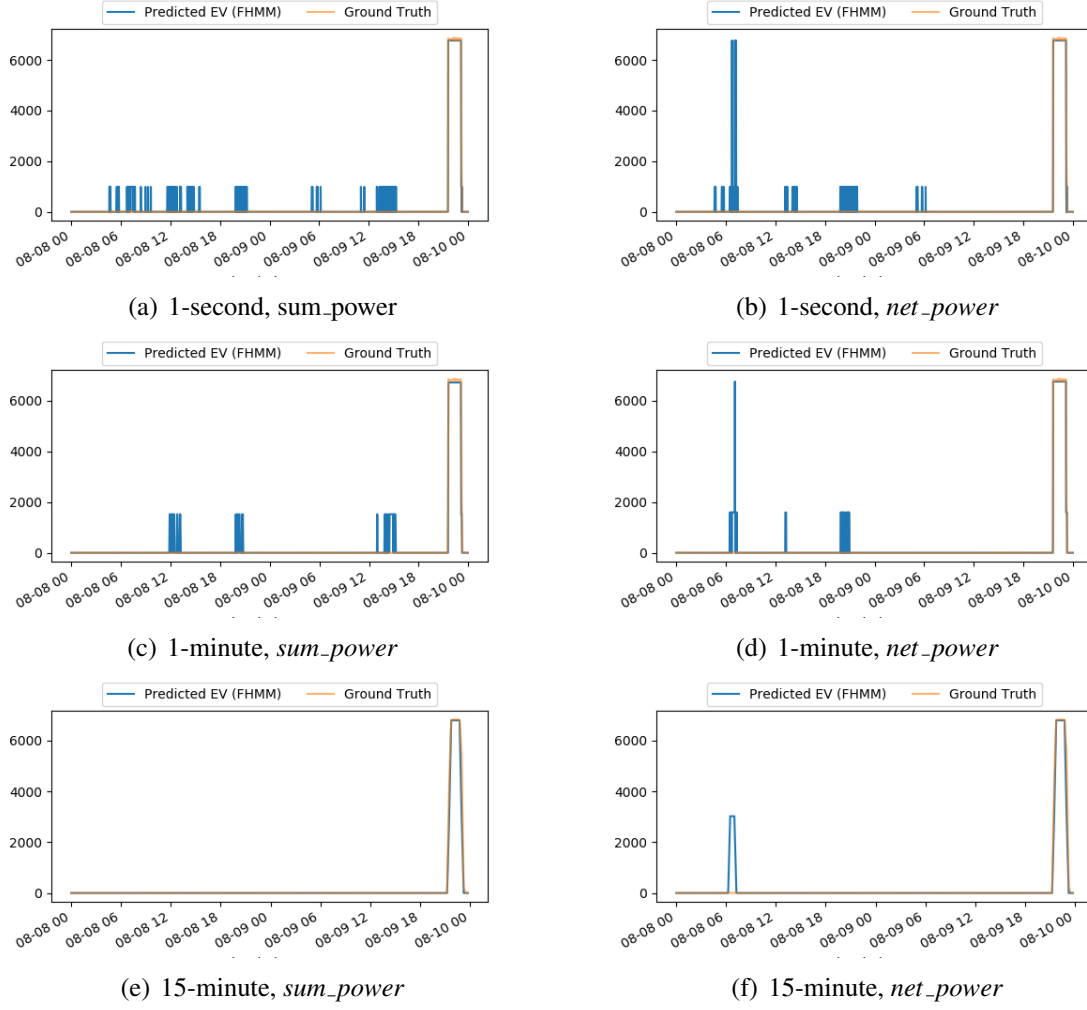 Predicted EV (FHMM) Ground Truth
6000
4000
2000
0
08-08 00 08-08 06 08-08 12 08-08 18 08-09 00 08-09 06 08-09 12 08-09 18 08-10 00
(a) 1-second, sum_power
Predicted EV (FHMM) Ground Truth
6000
4000
2000
0
08-08 00 08-08 06 08-08 12 08-08 18 08-09 00 08-09 06 08-09 12 08-09 18 08-10 00
(b) 1-second, net_power
Predicted EV (FHMM) Ground Truth
6000
4000
2000
0
08-08 00 08-08 06 08-08 12 08-08 18 08-09 00 08-09 06 08-09 12 08-09 18 08-10 00
(c) 1-minute, sum_power
Predicted EV (FHMM) Ground Truth
6000
4000
2000
0
08-08 00 08-08 06 08-08 12 08-08 18 08-09 00 08-09 06 08-09 12 08-09 18 08-10 00
(d) 1-minute, net_power
Predicted EV (FHMM) Ground Truth
6000
4000
2000
0
08-08 00 08-08 06 08-08 12 08-08 18 08-09 00 08-09 06 08-09 12 08-09 18 08-10 00
(e) 15-minute, sum_power
Predicted EV (FHMM) Ground Truth
6000
4000
2000
0
08-08 00 08-08 06 08-08 12 08-08 18 08-09 00 08-09 06 08-09 12 08-09 18 08-10 00
(f) 15-minute, net_power